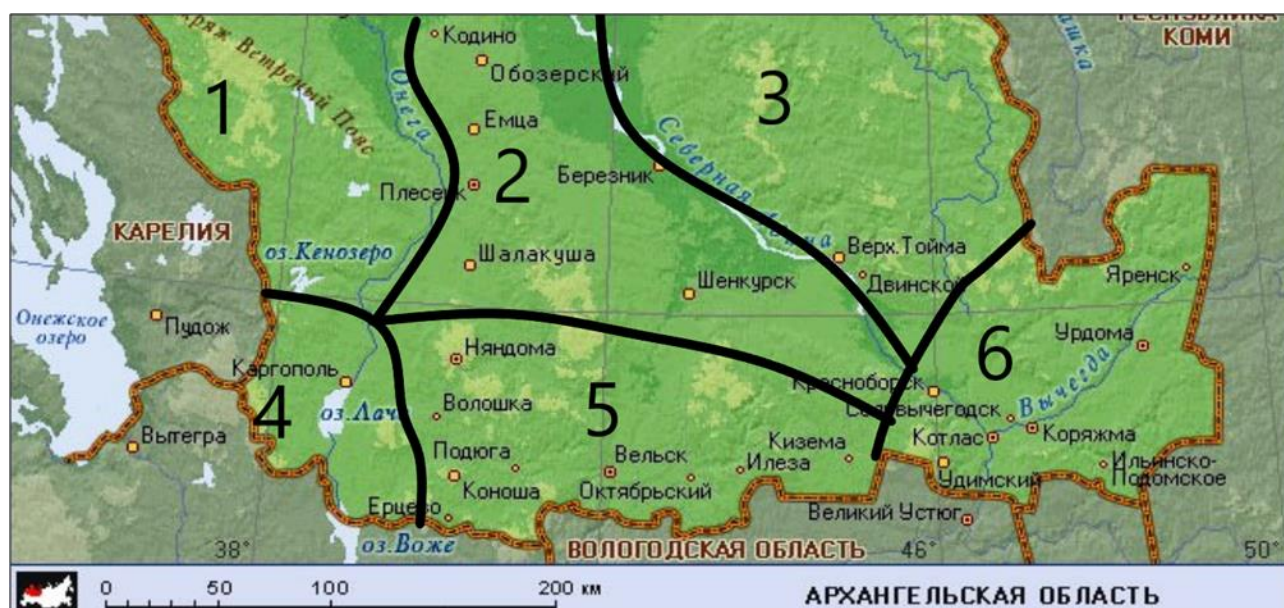 РЕСПУБЛИКА
КОМИ
Кодино
Обозерский
кряж Ветреный Пояс
Онега
1
3
Емца
2
Северная Двина
Березник
Плесецк
КАРЕЛИЯ
оз.Кенозеро
Шалакуша
Верх.Тойма
Двинской
Яренск
Шенкурск
Онежское
озеро
Пудож
Урдома
Няндома
6
Каргополь
Красноборск
4
оз.Лача
Волошка
5
Сольвычегодск
Вычегда
Вытегра
Кизема
Котлас
Коряжма
Подюга
Вельск
Илеза
Ильинско-
Подомское
Коноша
Октябрьский
Удимский
Ерцево
Великий Устюг
оз.Воже
38°
ВОЛОГОДСКАЯ ОБЛАСТЬ
46°
50°
0 50 100 200 км
АРХАНГЕЛЬСКАЯ ОБЛАСТЬ